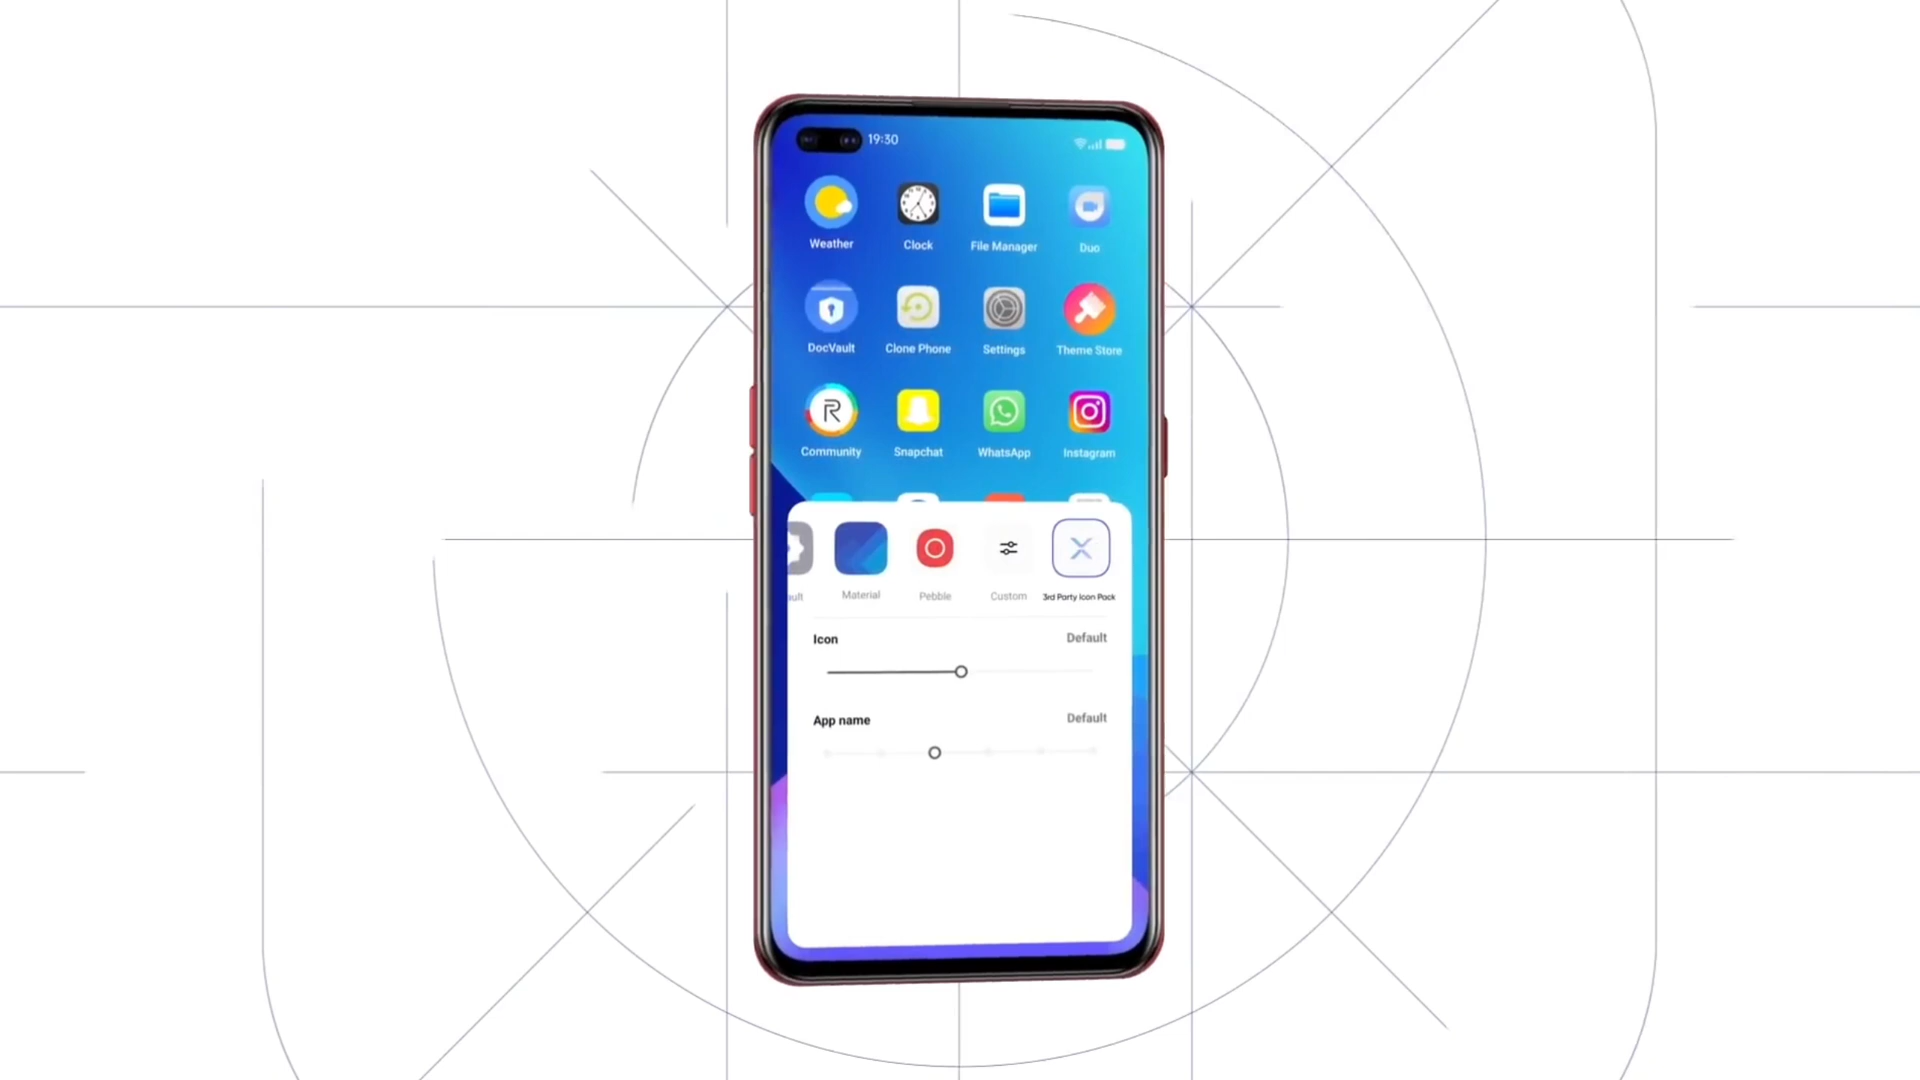 19:30
Weather Clock File Manager Duo
DocVault Clone Phone Settings Theme Store
Community Snapchat WhatsApp Instagram
ault Material Pebble Custom 3rd Party Icon Pack
Icon Default
App name Default